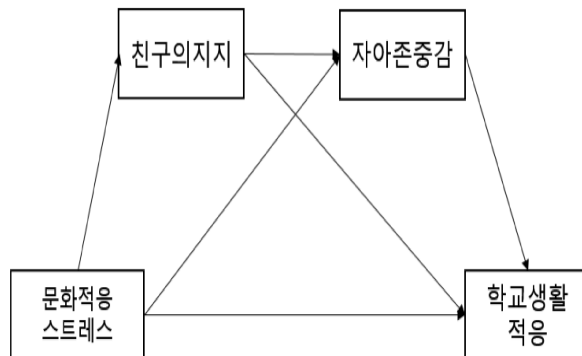 친구의지지
자아존중감
문화적응
스트레스
학교생활
적응